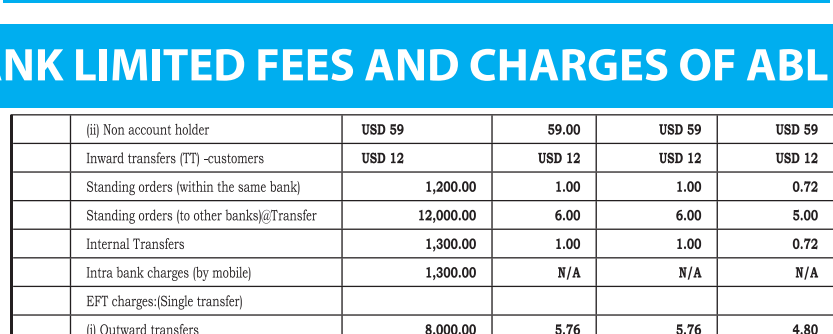 NK LIMITED FEES AND CHARGES OF ABL
(ii) Non account holder USD 59 59.00 USD 59 USD 59
Inward transfers (TT) -customers USD 12 USD 12 USD 12 USD 12
Standing orders (within the same bank) 1,200.00 1.00 1.00 0.72
Standing orders (to other banks)@Transfer 12,000.00 6.00 6.00 5.00
Internal Transfers 1,300.00 1.00 1.00 0.72
Intra bank charges (by mobile) 1,300.00 N/A N/A N/A
EFT charges:(Single transfer)
(i) Outward transfers 8,000.00 5.76 5.76 4.80